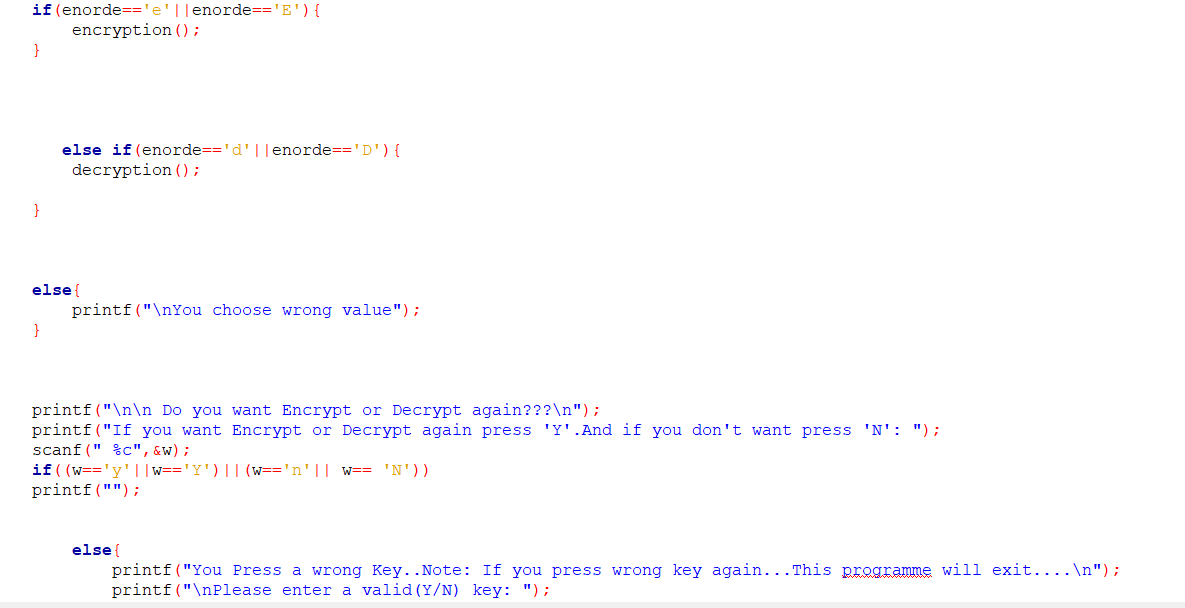 if(enorde=='e'||enorde=='E'){
encryption();
}
else if(enorde=='d'||enorde=='D'){
decryption();
}
else{
printf("\nYou choose wrong value");
}
printf("\n\n Do you want Encrypt or Decrypt again???\n");
printf("If you want Encrypt or Decrypt again press 'Y'.And if you don't want press 'N': ");
scanf(" %c",&w);
if((w=='y'||w=='Y')||(w=='n'|| w== 'N'))
printf("");
else{
printf("You Press a wrong Key..Note: If you press wrong key again...This programme will exit....\n");
printf("\nPlease enter a valid(Y/N) key: ");